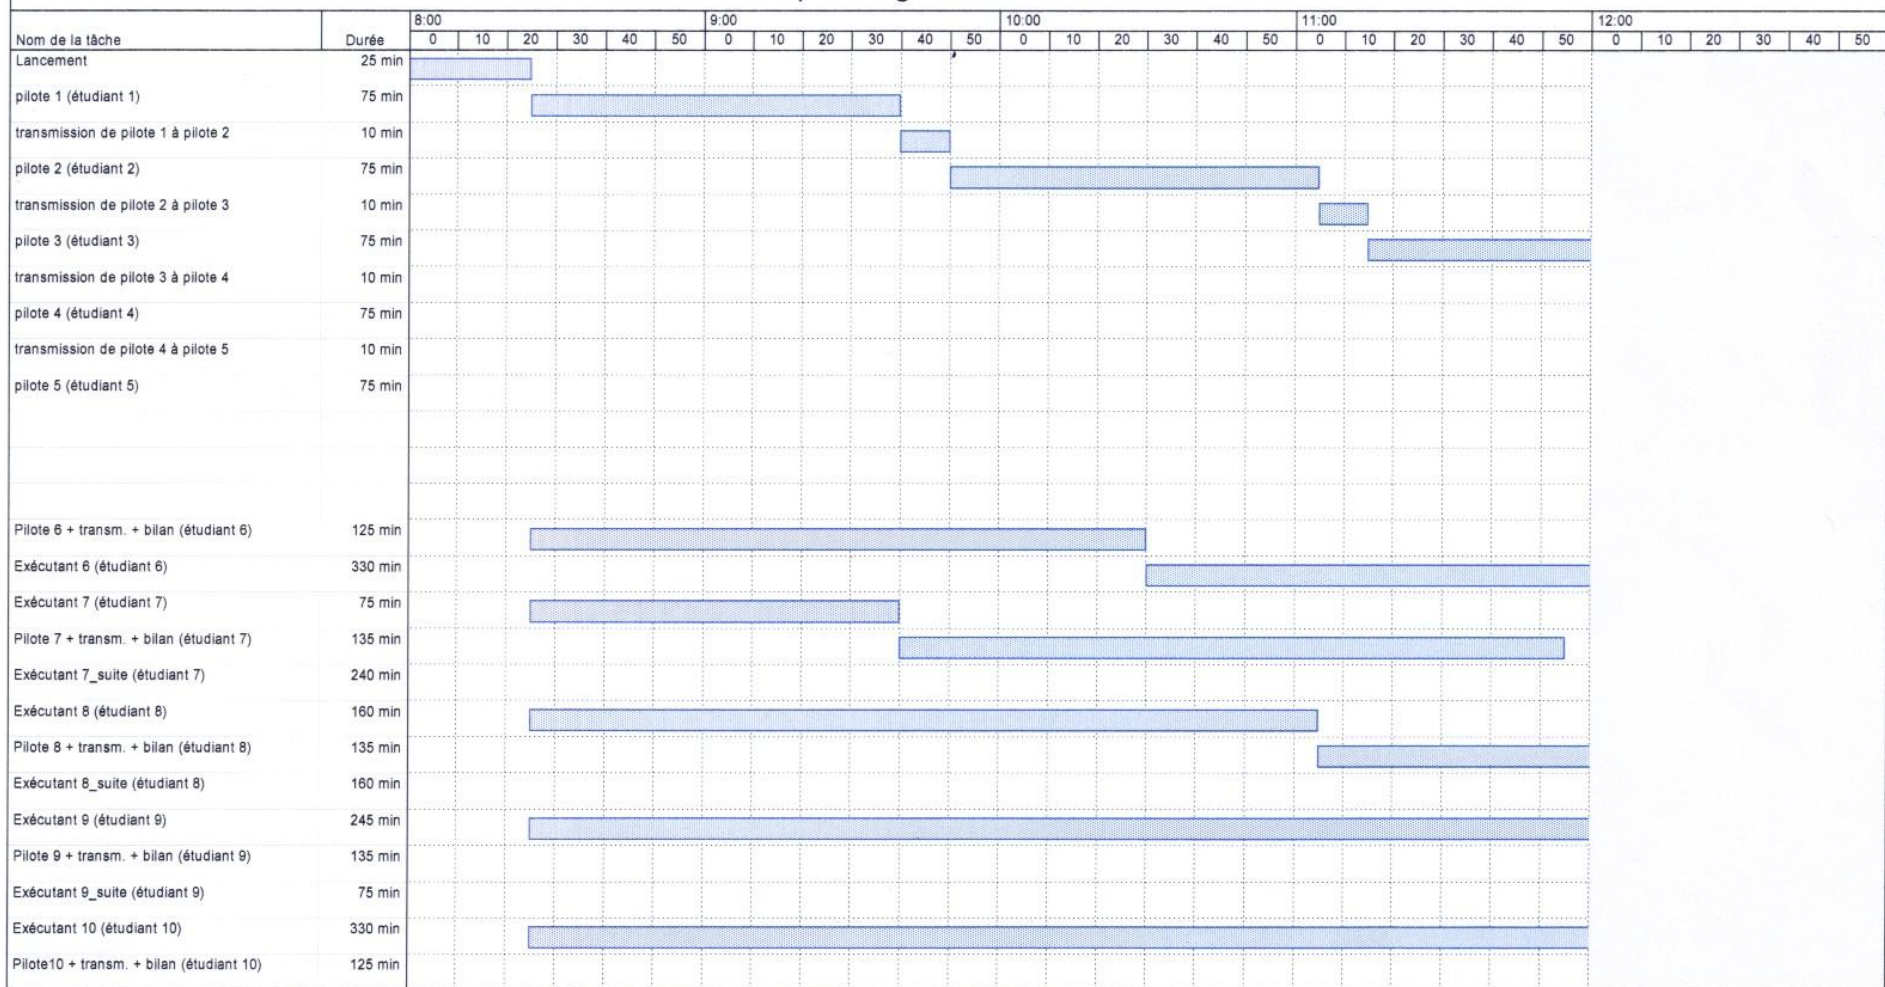 8:00 9:00 10:00 11:00 12:00
Nom de la tâche Durée 0 10 20 30 40 50 0 10 20 30 40 50 0 10 20 30 40 50 0 10 20 30 40 50 0 10 20 30 40 50
Lancement 25 min
pilote 1 (étudiant 1) 75 min
transmission de pilote 1 à pilote 2 10 min
pilote 2 (étudiant 2) 75 min
transmission de pilote 2 à pilote 3 10 min
pilote 3 (étudiant 3) 75 min
transmission de pilote 3 à pilote 4 10 min
pilote 4 (étudiant 4) 75 min
transmission de pilote 4 à pilote 5 10 min
pilote 5 (étudiant 5) 75 min
Pilote 6 + transm. + bilan (étudiant 6) 125 min
Exécutant 6 (étudiant 6) 330 min
Exécutant 7 (étudiant 7) 75 min
Pilote 7 + transm. + bilan (étudiant 7) 135 min
Exécutant 7_suite (étudiant 7) 240 min
Exécutant 8 (étudiant 8) 160 min
Pilote 8 + transm. + bilan (étudiant 8) 135 min
Exécutant 8_suite (étudiant 8) 160 min
Exécutant 9 (étudiant 9) 245 min
Pilote 9 + transm. + bilan (étudiant 9) 135 min
Exécutant 9_suite (étudiant 9) 75 min
Exécutant 10 (étudiant 10) 330 min
Pilote10 + transm. + bilan (étudiant 10) 125 min